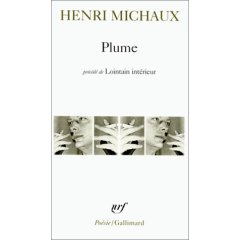 HENRI MICHAUX
Plume
précédé de Lointain intérieur
nrf
Poésie/Gallimard